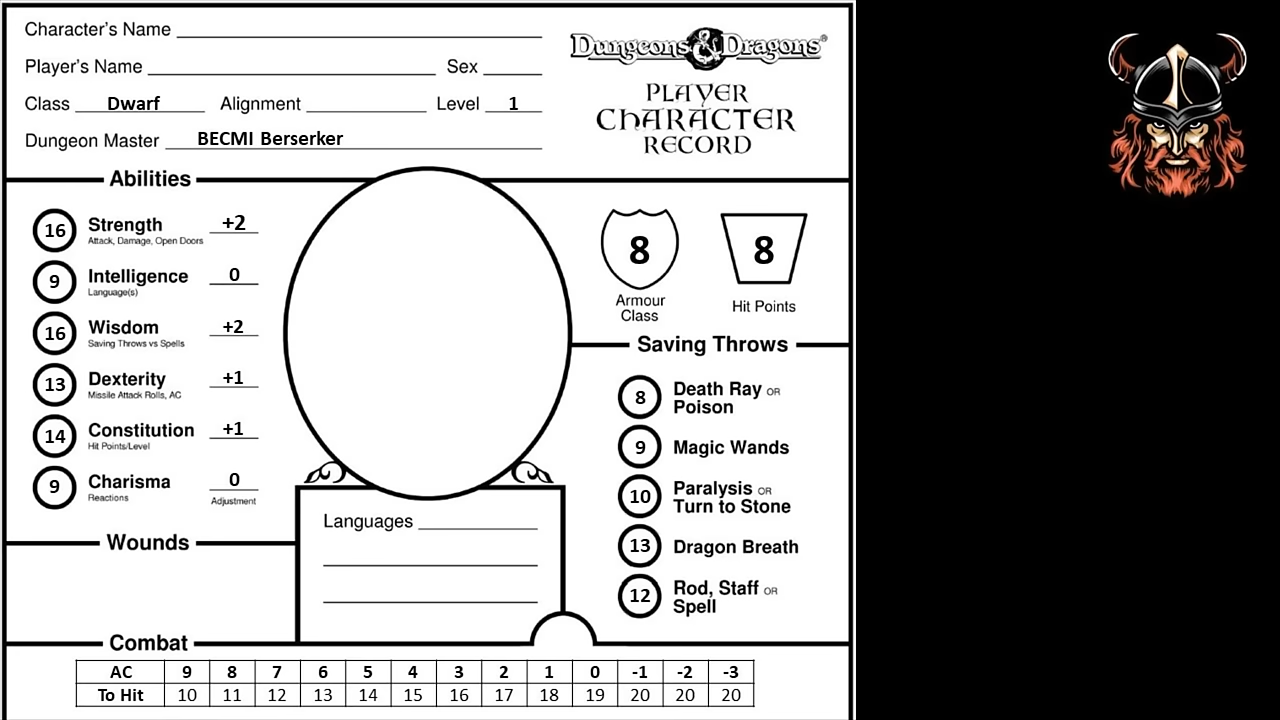 Character's Name
Dungeons & Dragons®
Player's Name Sex
PLAYER
CHARACTER
RECORD
Class Dwarf Alignment Level 1
Dungeon Master BECMI Berserker
Abilities
16 Strength +2
Attack, Damage, Open Doors
9 Intelligence 0
Language(s)
16 Wisdom +2
Saving Throws vs Spells
13 Dexterity +1
Missile Attack Rolls, AC
14 Constitution +1
Hit Points/Level
9 Charisma 0
Reactions Adjustment
8 8
Armour
Class
Hit Points
Saving Throws
8 Death Ray OR
Poison
9 Magic Wands
10 Paralysis OR
Turn to Stone
13 Dragon Breath
12 Rod, Staff OR
Spell
Languages
Wounds
Combat
AC 9 8 7 6 5 4 3 2 1 0 -1 -2 -3
To Hit 10 11 12 13 14 15 16 17 18 19 20 20 20